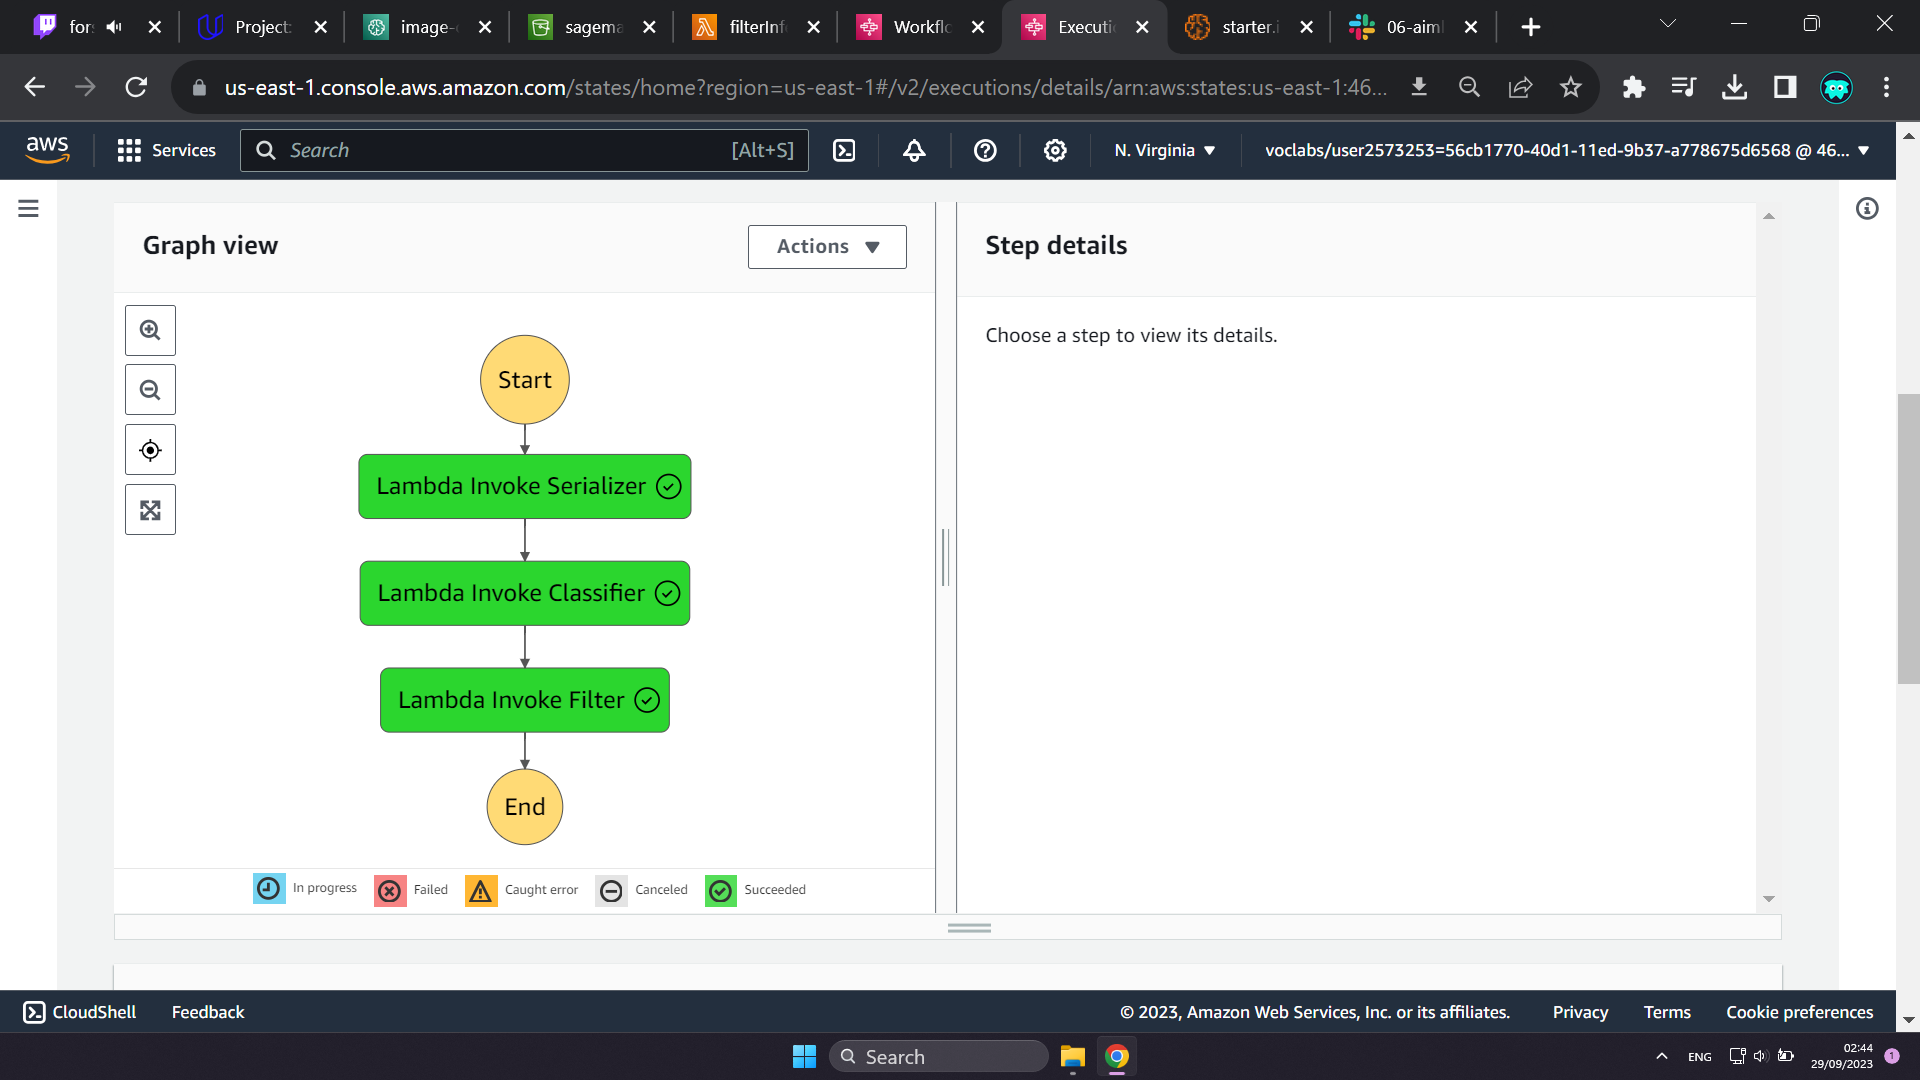 for
Project:
image-
sagema
filterInf
Workflo
Executi
starter.i
06-aiml
us-east-1.console.aws.amazon.com/states/home?region=us-east-1#/v2/executions/details/arn:aws:states:us-east-1:46...
aws
Services
Search
[Alt+S]
N. Virginia
voclabs/user2573253=56cb1770-40d1-11ed-9b37-a778675d6568 @ 46...
Graph view
Actions
Step details
Choose a step to view its details.
Start
Lambda Invoke Serializer
Lambda Invoke Classifier
Lambda Invoke Filter
End
In progress
Failed
Caught error
Canceled
Succeeded
CloudShell
Feedback
© 2023, Amazon Web Services, Inc. or its affiliates.
Privacy
Terms
Cookie preferences
Search
ENG
02:44
29/09/2023
1